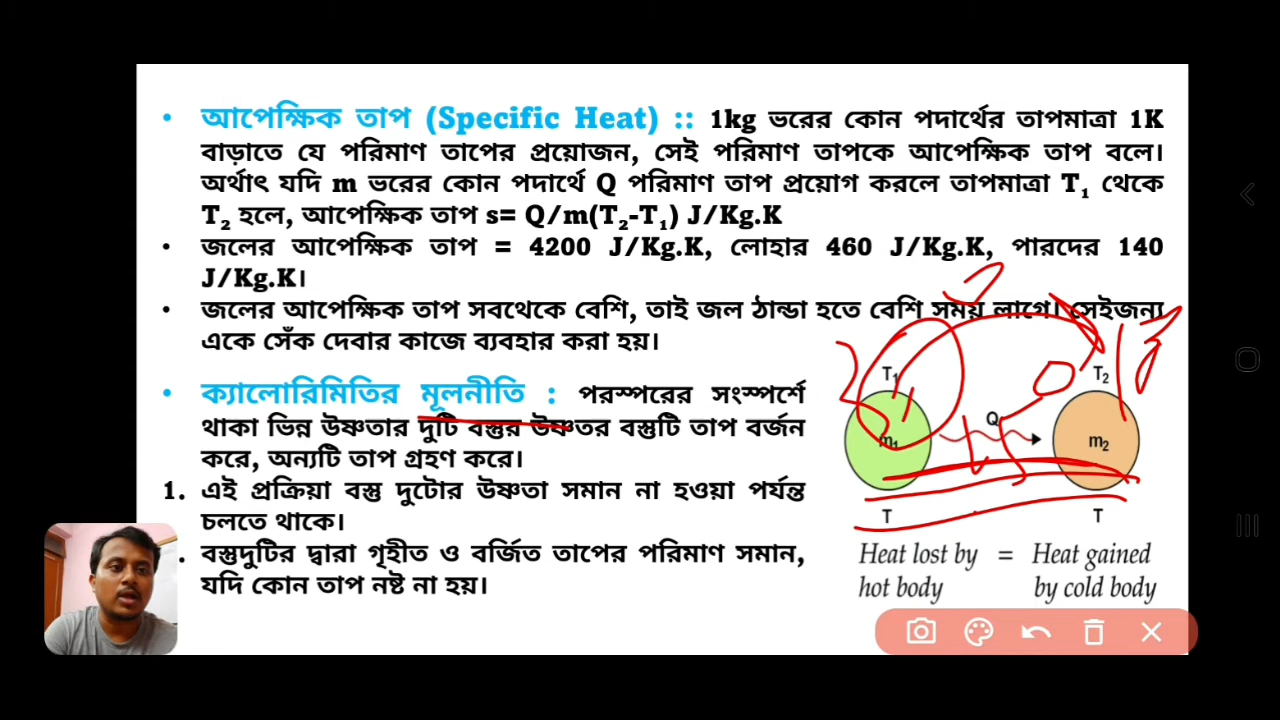 • আপেক্ষিক তাপ (Specific Heat) :: 1kg ভরের কোন পদার্থের তাপমাত্রা 1K
বাড়াতে যে পরিমাণ তাপের প্রয়োজন, সেই পরিমাণ তাপকে আপেক্ষিক তাপ বলে।
অর্থাৎ যদি m ভরের কোন পদার্থে Q পরিমাণ তাপ প্রয়োগ করলে তাপমাত্রা T₁ থেকে
T₂ হলে, আপেক্ষিক তাপ s= Q/m(T₂-T₁) J/Kg.K
• জলের আপেক্ষিক তাপ = 4200 J/Kg.K, লোহার 460 J/Kg.K, পারদের 140
J/Kg.K।
• জলের আপেক্ষিক তাপ সবথেকে বেশি, তাই জল ঠান্ডা হতে বেশি সময় লাগে। সেইজন্য
একে সেঁক দেবার কাজে ব্যবহার করা হয়।
• ক্যালোরিমিতির মূলনীতি : পরস্পরের সংস্পর্শে
থাকা ভিন্ন উষ্ণতার দুটি বস্তুর উষ্ণতর বস্তুটি তাপ বর্জন
করে, অন্যটি তাপ গ্রহণ করে।
1. এই প্রক্রিয়া বস্তু দুটোর উষ্ণতা সমান না হওয়া পর্যন্ত
চলতে থাকে।
. বস্তুদুটির দ্বারা গৃহীত ও বর্জিত তাপের পরিমাণ সমান,
যদি কোন তাপ নষ্ট না হয়।
T₁ T₂
m₁ Q m₂
T T
Heat lost by = Heat gained
hot body by cold body